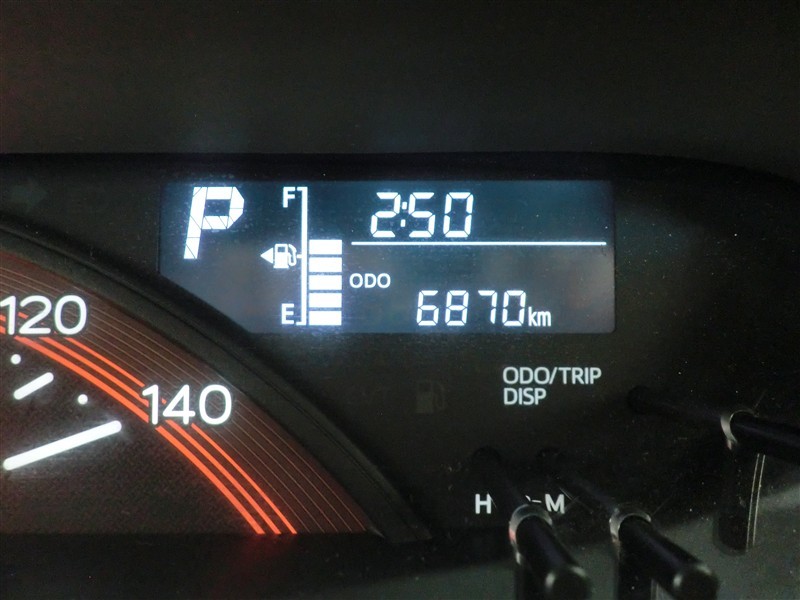 P
F
2:50
ODO
E
6870km
120
ODO/TRIP
DISP
140